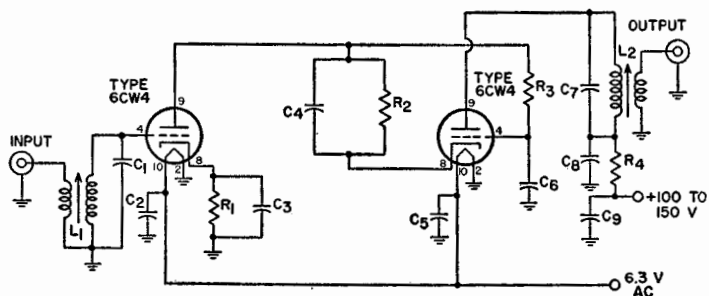 OUTPUT
L2
TYPE
6CW4
9
C4
R2
TYPE
6CW4
9
R3
C7
INPUT
4
C1
10
2
8
8
10
2
4
C8
R4
L1
C2
R1
C3
C5
C6
C9
+100 TO
150 V
6.3 V
AC